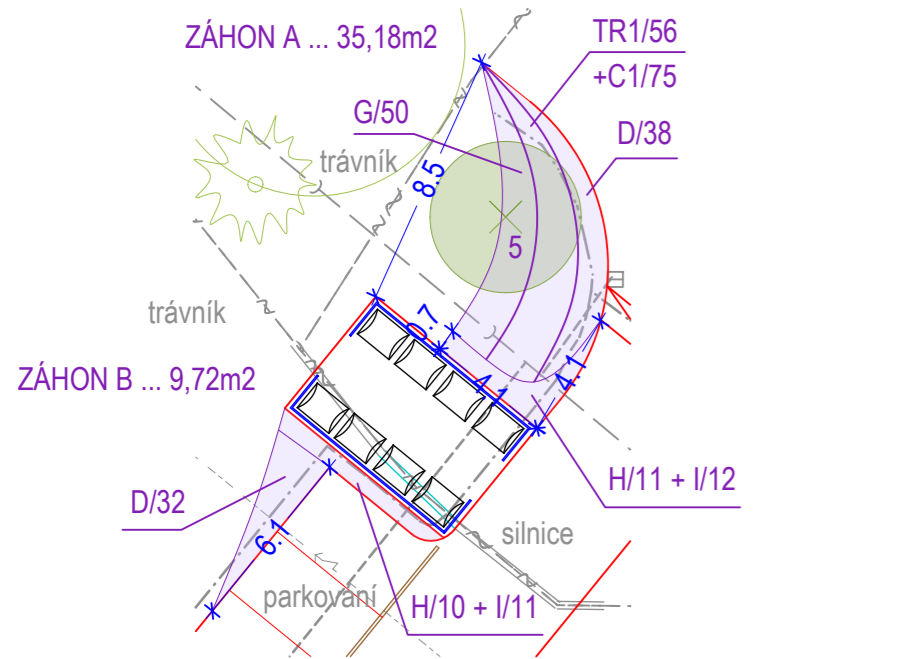 ZÁHON A ... 35,18m2
TR1/56
+C1/75
G/50
D/38
trávník
8.5
5
trávník
0.7
ZÁHON B ... 9,72m2
4.1
4.1
H/11 + I/12
D/32
silnice
6.1
parkování
H/10 + I/11